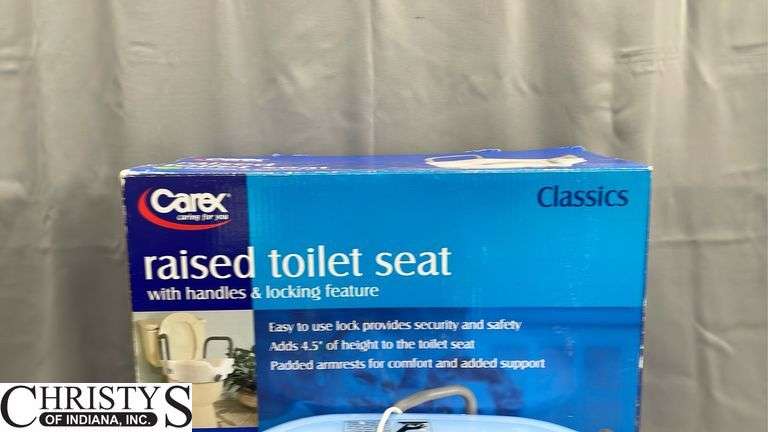 Carex
caring for you
Classics
raised toilet seat
with handles & locking feature
Easy to use lock provides security and safety
Adds 4.5" of height to the toilet seat
Padded armrests for comfort and added support
CHRISTYS
OF INDIANA, INC.